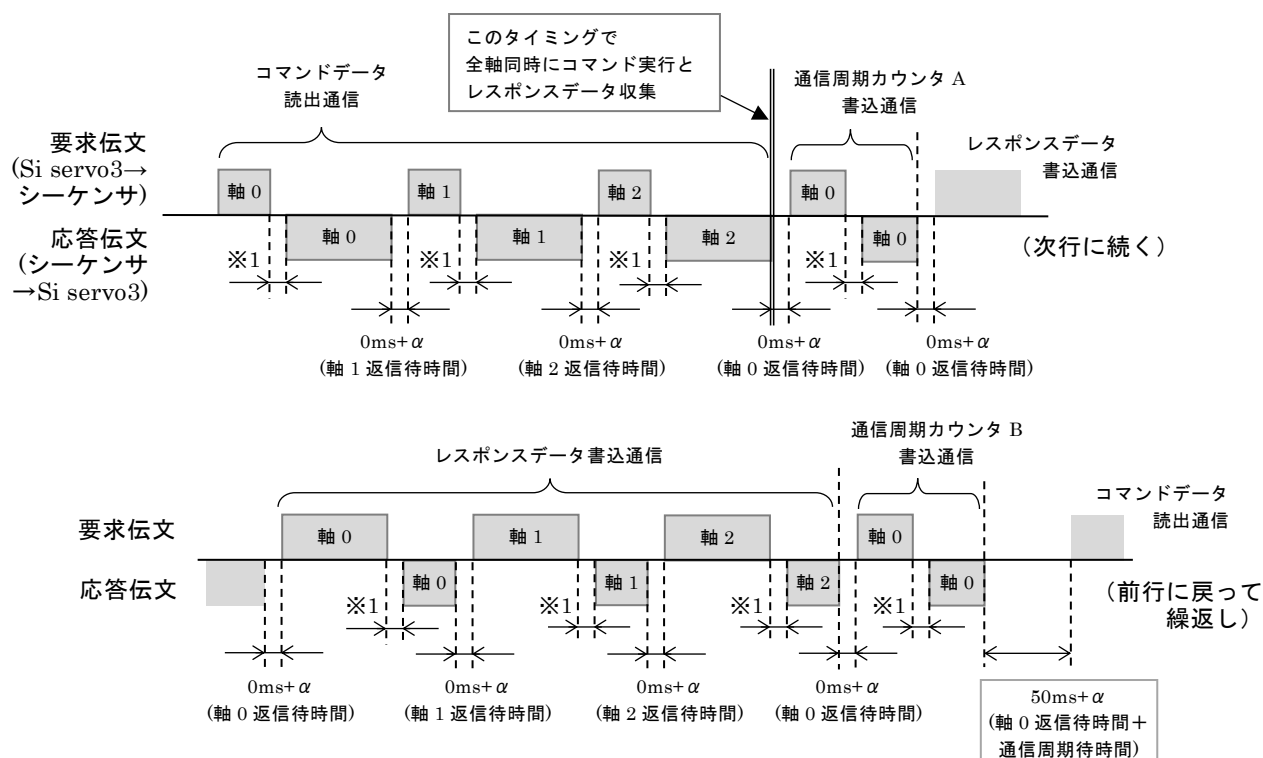 このタイミングで
全軸同時にコマンド実行と
レスポンスデータ収集
コマンドデータ
読出通信
通信周期カウンタ A
書込通信
要求伝文
(Si servo3→
シーケンサ)
レスポンスデータ
書込通信
軸 0
軸 1
軸 2
軸 0
応答伝文
(シーケンサ
→Si servo3)
軸 0
軸 1
軸 2
軸 0
(次行に続く)
※1
※1
※1
※1
0ms+α
(軸 1 返信待時間)
0ms+α
(軸 2 返信待時間)
0ms+α
(軸 0 返信待時間)
0ms+α
(軸 0 返信待時間)
レスポンスデータ書込通信
通信周期カウンタ B
書込通信
コマンドデータ
読出通信
要求伝文
軸 0
軸 1
軸 2
軸 0
応答伝文
軸 0
軸 1
軸 2
軸 0
(前行に戻って
繰返し)
※1
※1
※1
※1
0ms+α
(軸 0 返信待時間)
0ms+α
(軸 1 返信待時間)
0ms+α
(軸 2 返信待時間)
0ms+α
(軸 0 返信待時間)
50ms+α
(軸 0 返信待時間+
通信周期待時間)